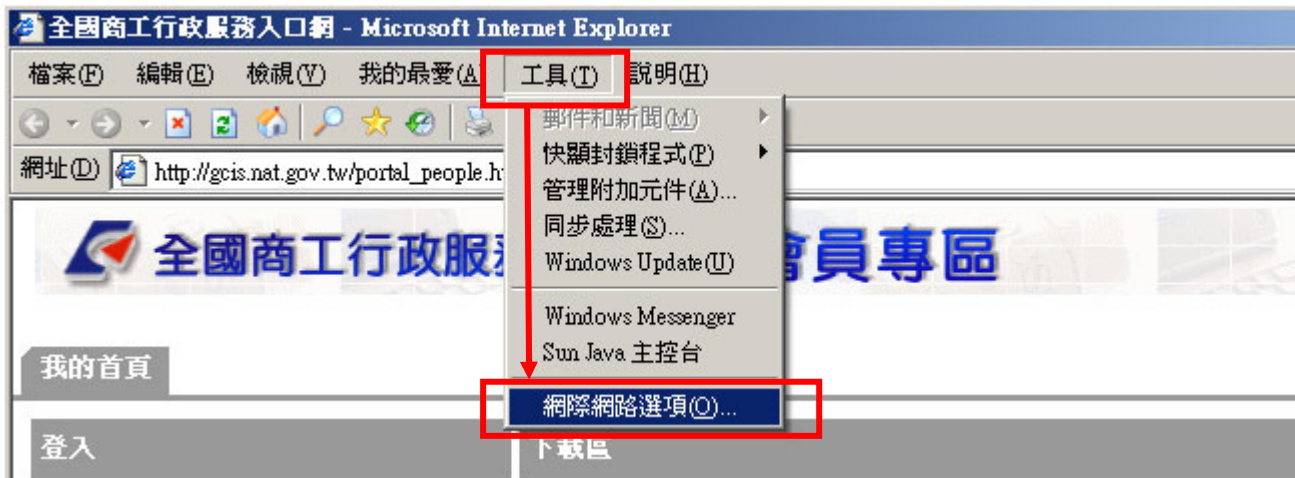 全國商工行政服務入口網 - Microsoft Internet Explorer
檔案(F) 編輯(E) 檢視(V) 我的最愛(A) 工具(T) 說明(H)
郵件和新聞(M)
快顯封鎖程式(P)
網址(D) http://gcis.nat.gov.tw/portal_people.h
管理附加元件(A)...
同步處理(S)...
全國商工行政服 員專區
Windows Update(U)
Windows Messenger
Sun Java 主控台
我的首頁
網際網路選項(O)...
登入 下載區